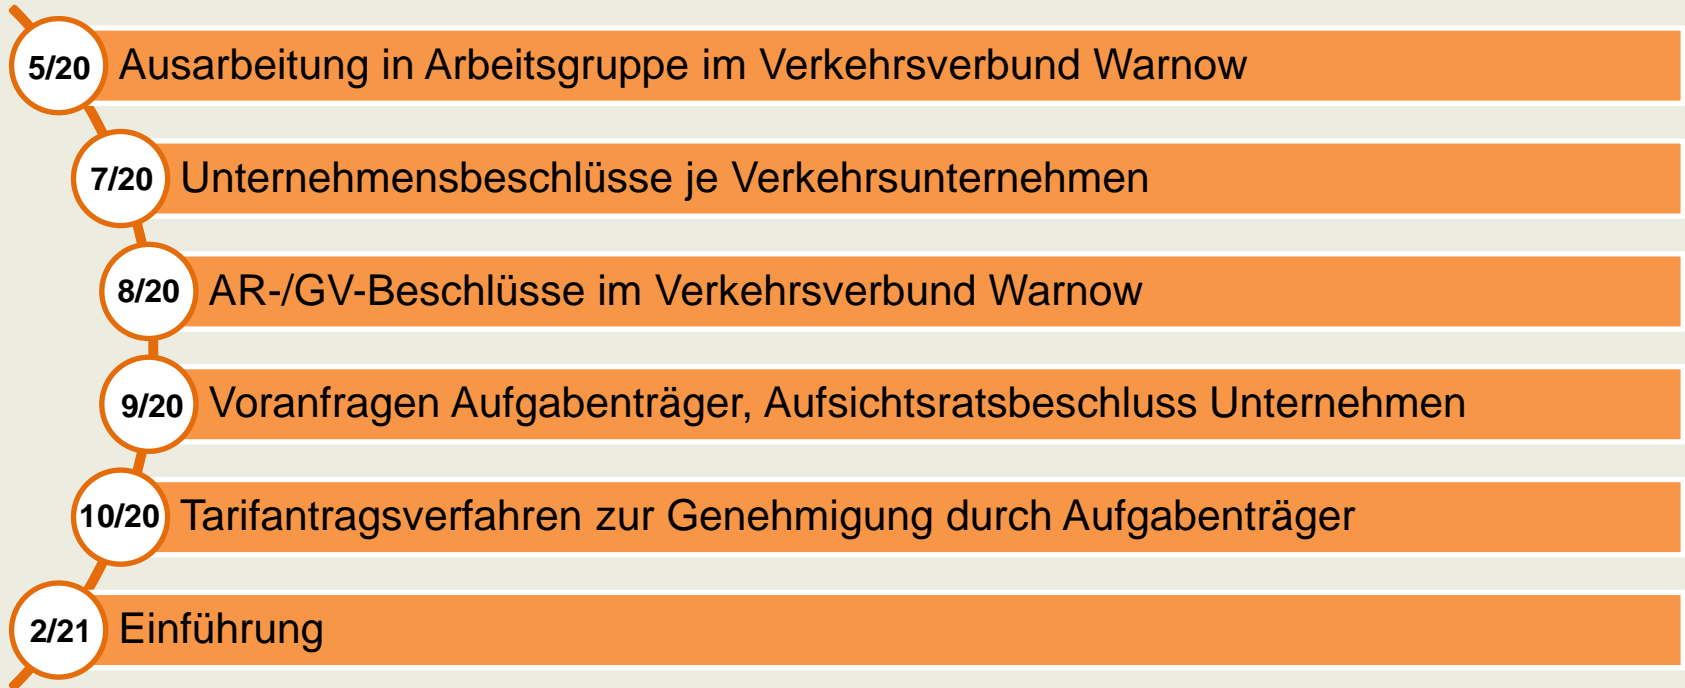 5/20 Ausarbeitung in Arbeitsgruppe im Verkehrsverbund Warnow
7/20 Unternehmensbeschlüsse je Verkehrsunternehmen
8/20 AR-/GV-Beschlüsse im Verkehrsverbund Warnow
9/20 Voranfragen Aufgabenträger, Aufsichtsratsbeschluss Unternehmen
10/20 Tarifantragsverfahren zur Genehmigung durch Aufgabenträger
2/21 Einführung